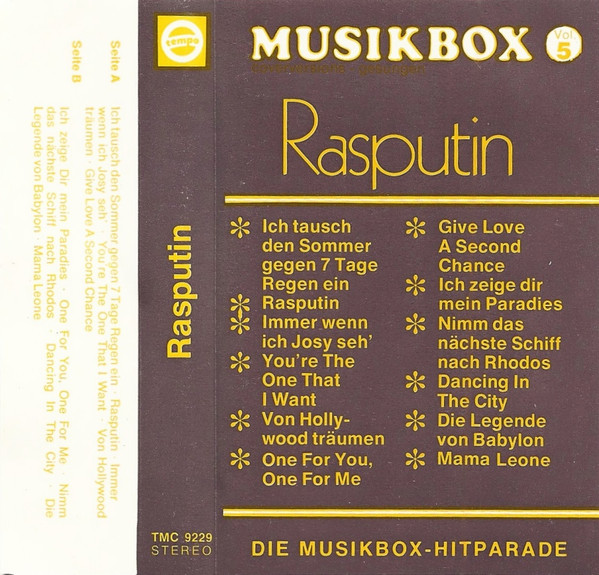 Seite A
Ich tausch den Sommer gegen 7 Tage Regen ein · Rasputin · Immer
wenn ich Josy seh' · You're The One That I Want · Von Hollywood
träumen · Give Love A Second Chance
Seite B
Ich zeige Dir mein Paradies · One For You, One For Me · Nimm
das nächste Schiff nach Rhodos · Dancing In The City · Die
Legende von Babylon · Mama Leone
tempo
Rasputin
TMC 9229
STEREO
MUSIKBOX
Vol.
5
Rasputin
Ich tausch
den Sommer
gegen 7 Tage
Regen ein
Rasputin
Immer wenn
ich Josy seh'
You're The
One That
I Want
Von Holly-
wood träumen
One For You,
One For Me
Give Love
A Second
Chance
Ich zeige dir
mein Paradies
Nimm das
nächste Schiff
nach Rhodos
Dancing In
The City
Die Legende
von Babylon
Mama Leone
DIE MUSIKBOX-HITPARADE